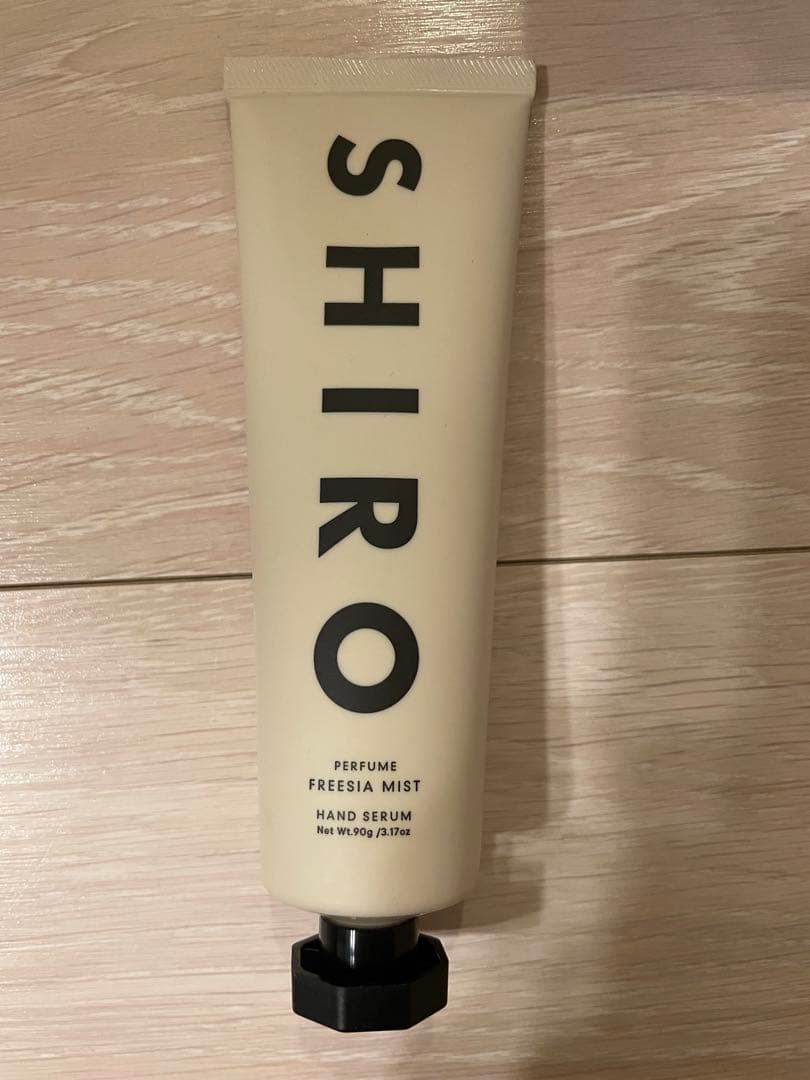 SHIRO
PERFUME
FREESIA MIST
HAND SERUM
Net Wt.90g /3.17oz